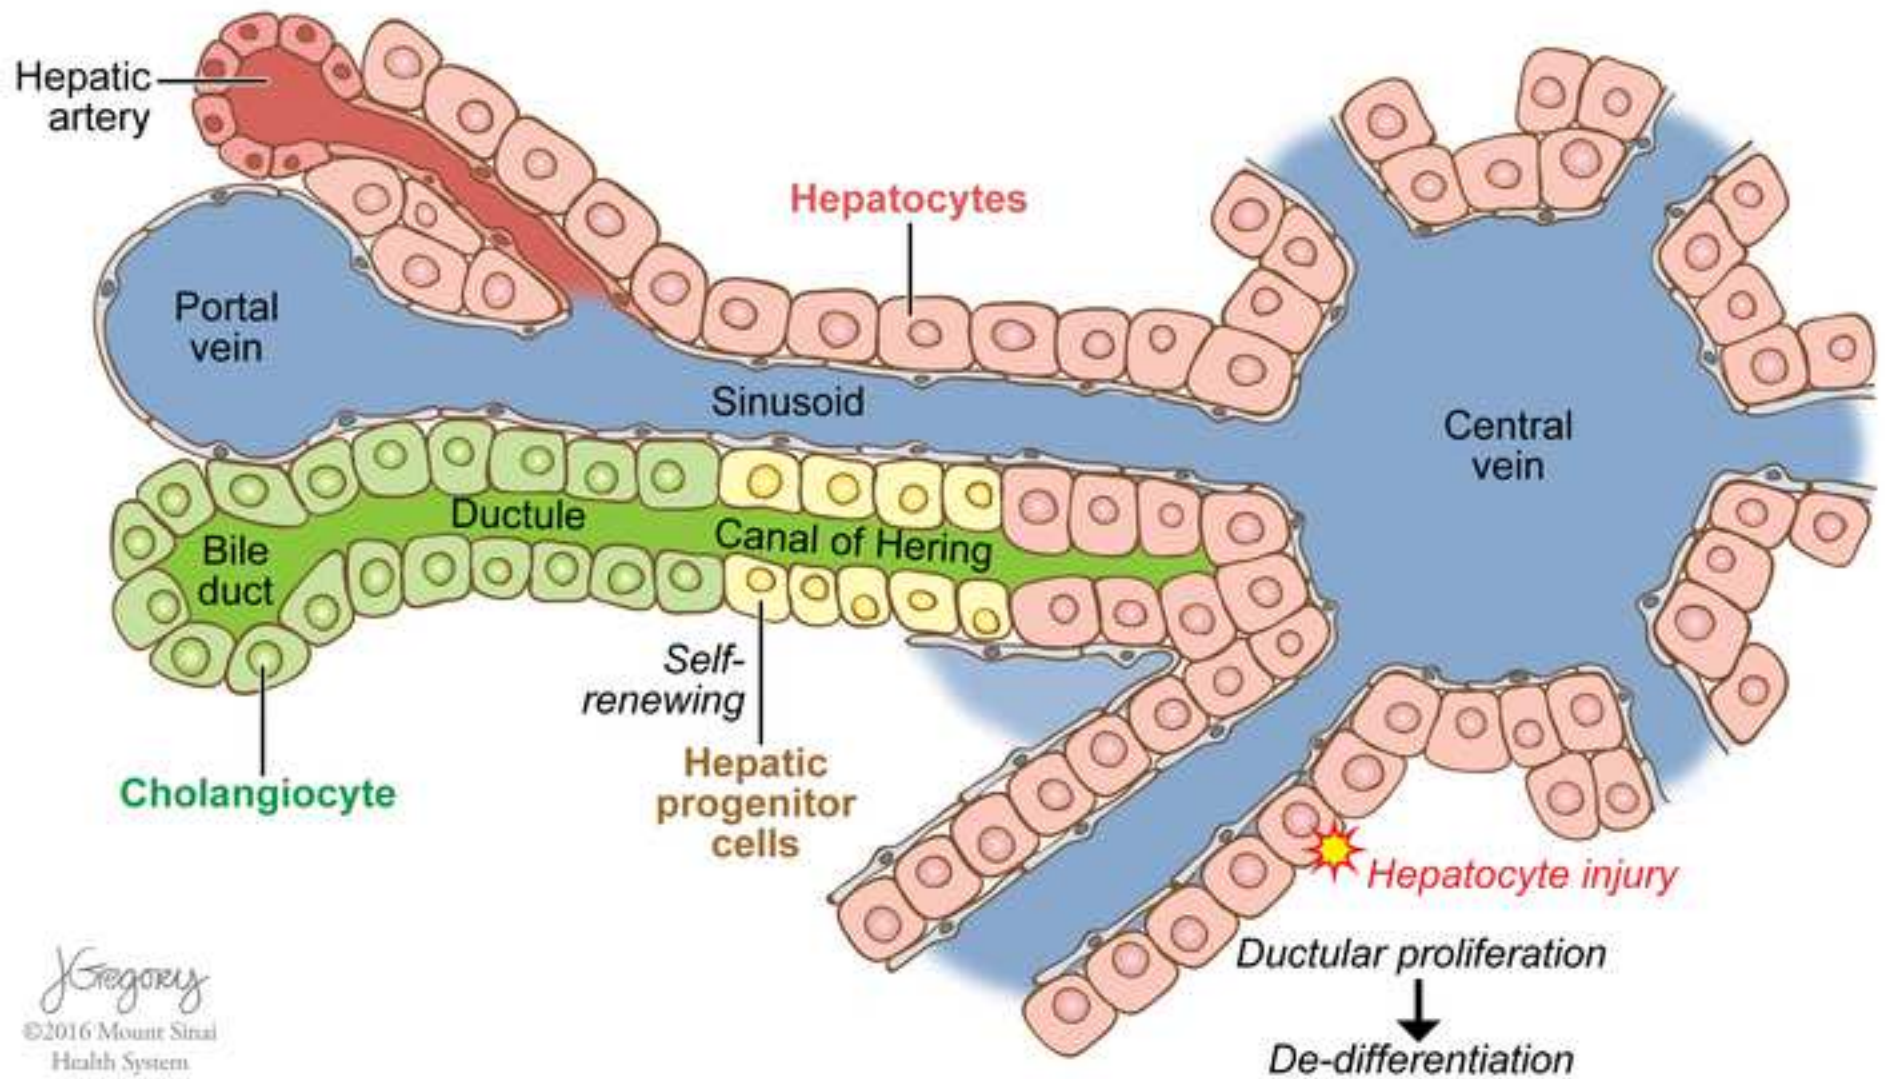 Hepatic
artery
Hepatocytes
Portal
vein
Sinusoid
Central
vein
Ductule
Canal of Hering
Bile
duct
Self-
renewing
Cholangiocyte
Hepatic
progenitor
cells
Hepatocyte injury
Ductular proliferation
De-differentiation
JGregory
©2016 Mount Sinai
Health System